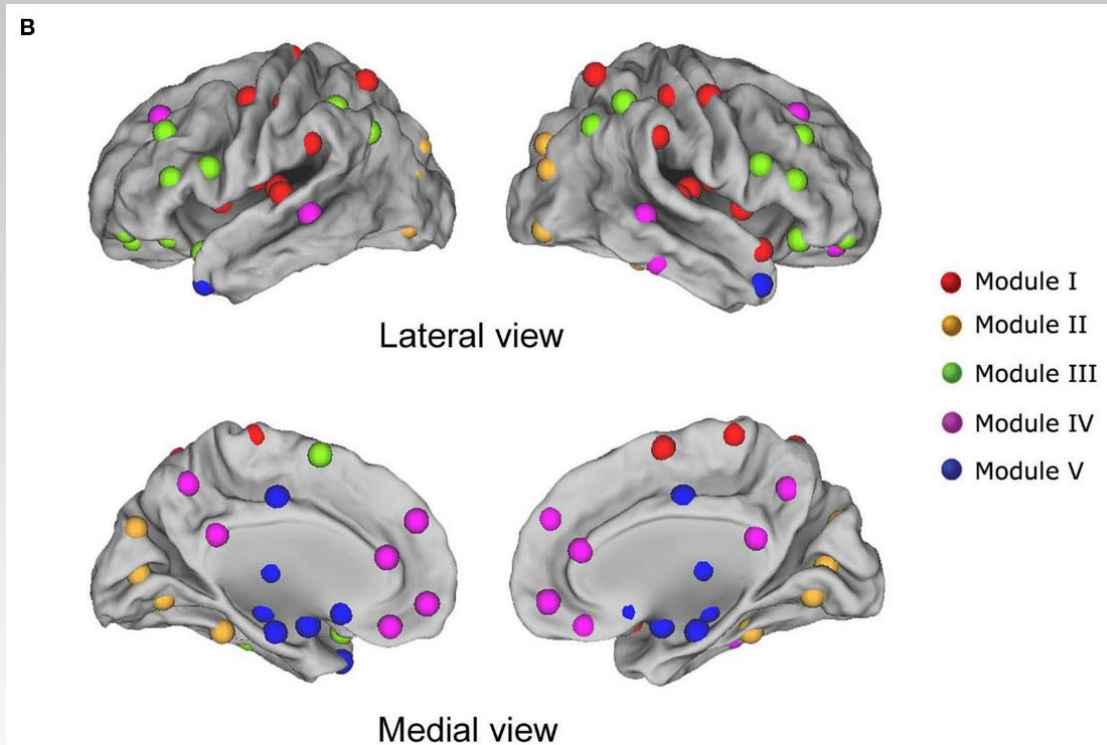 B
Lateral view
Module I
Module II
Module III
Module IV
Module V
Medial view